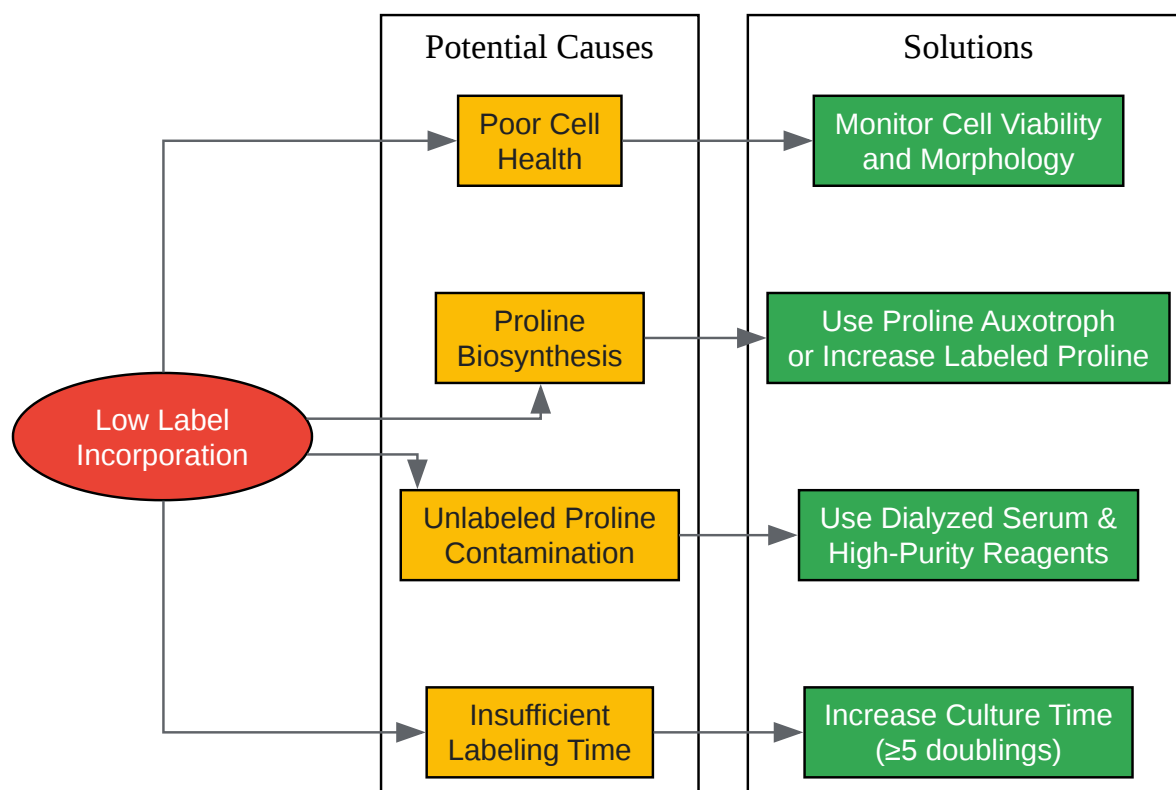 Potential Causes
Solutions
Poor Cell
Health
Monitor Cell Viability
and Morphology
Proline
Biosynthesis
Use Proline Auxotroph
or Increase Labeled Proline
Low Label
Incorporation
Unlabeled Proline
Contamination
Use Dialyzed Serum &
High-Purity Reagents
Insufficient
Labeling Time
Increase Culture Time
(≥5 doublings)